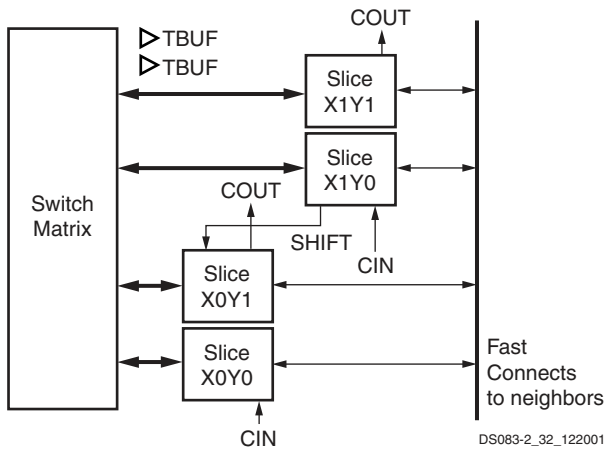 COUT
TBUF
TBUF
Slice
X1Y1
Slice
X1Y0
COUT
Switch
Matrix
SHIFT
CIN
Slice
X0Y1
Slice
X0Y0
Fast
Connects
to neighbors
CIN
DS083-2_32_122001